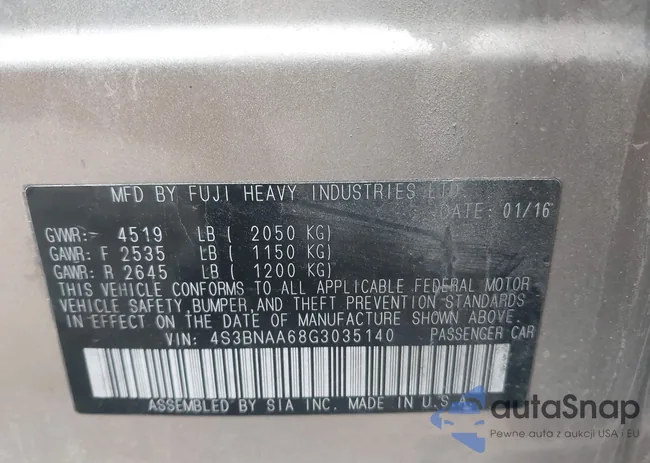 MFD BY FUJI HEAVY INDUSTRIES LTD
DATE: 01/16
GVWR: 4519 LB ( 2050 KG)
GAWR: F 2535 LB ( 1150 KG)
GAWR: R 2645 LB ( 1200 KG)
THIS VEHICLE CONFORMS TO ALL APPLICABLE FEDERAL MOTOR
VEHICLE SAFETY, BUMPER, AND THEFT PREVENTION STANDARDS
IN EFFECT ON THE DATE OF MANUFACTURE SHOWN ABOVE.
VIN: 4S3BNAA68G3035140 PASSENGER CAR
ASSEMBLED BY SIA INC. MADE IN U.S.A.
autaSnap
Pewne auta z aukcji USA i EU